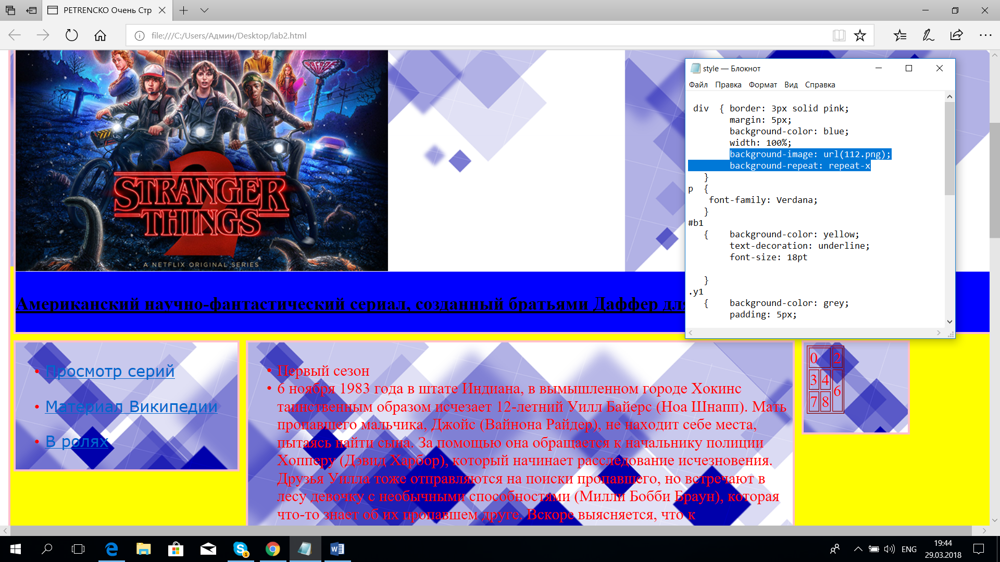 PETRENCKO Очень Стр
file:///C:/Users/Админ/Desktop/lab2.html
STRANGER
THINGS
2
A NETFLIX ORIGINAL SERIES
style — Блокнот
Файл Правка Формат Вид Справка
div { border: 3px solid pink;
margin: 5px;
background-color: blue;
width: 100%;
background-image: url(112.png);
background-repeat: repeat-x
}
p {
font-family: Verdana;
}
#b1
{ background-color: yellow;
text-decoration: underline;
font-size: 18pt
}
.y1
{ background-color: grey;
padding: 5px;
Американский научно-фантастический сериал, созданный братьями Даффер для
• Просмотр серий
• Материал Википедии
• В ролях
• Первый сезон
• 6 ноября 1983 года в штате Индиана, в вымышленном городе Хокинс
таинственным образом исчезает 12-летний Уилл Байерс (Ноа Шнапп). Мать
пропавшего мальчика, Джойс (Вайнона Райдер), не находит себе места,
пытаясь найти сына. За помощью она обращается к начальнику полиции
Хопперу (Дэвид Харбор), который начинает расследование исчезновения.
Друзья Уилла тоже отправляются на поиски пропавшего, но встречают в
лесу девочку с необычными способностями (Милли Бобби Браун), которая
что-то знает об их пропавшем друге. Вскоре выясняется, что к
0 2
3 4 6
7 8
1
ENG
19:44
29.03.2018